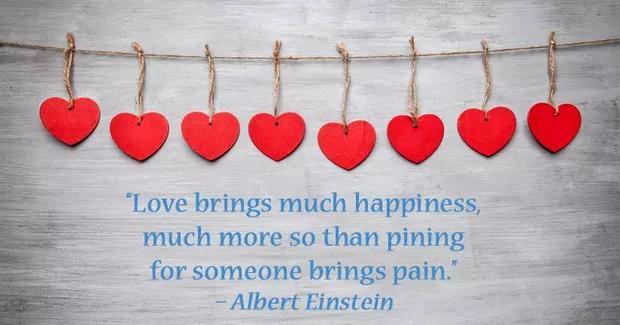 “Love brings much happiness,
much more so than pining
for someone brings pain.”
– Albert Einstein